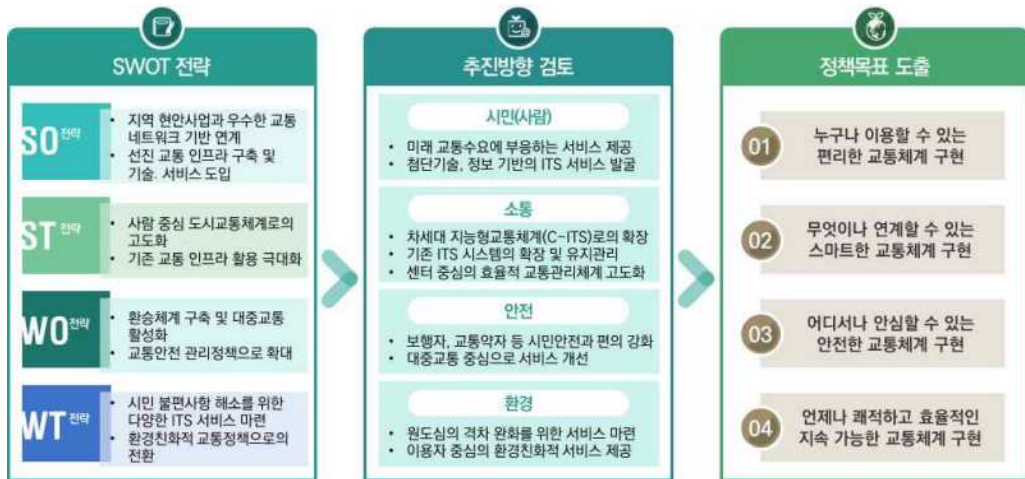 SWOT 전략
SO전략
• 지역 현안사업과 우수한 교통
네트워크 기반 연계
• 선진 교통 인프라 구축 및
기술. 서비스 도입
ST전략
• 사람 중심 도시교통체계로의
고도화
• 기존 교통 인프라 활용 극대화
WO전략
• 환승체계 구축 및 대중교통
활성화
• 교통안전 관리정책으로 확대
WT전략
• 시민 불편사항 해소를 위한
다양한 ITS 서비스 마련
• 환경친화적 교통정책으로의
전환
추진방향 검토
시민(사람)
• 미래 교통수요에 부응하는 서비스 제공
• 첨단기술, 정보 기반의 ITS 서비스 발굴
소통
• 차세대 지능형교통체계(C-ITS)로의 확장
• 기존 ITS 시스템의 확장 및 유지관리
• 센터 중심의 효율적 교통관리체계 고도화
안전
• 보행자, 교통약자 등 시민안전과 편의 강화
• 대중교통 중심으로 서비스 개선
환경
• 원도심의 격차 완화를 위한 서비스 마련
• 이용자 중심의 환경친화적 서비스 제공
정책목표 도출
01
누구나 이용할 수 있는
편리한 교통체계 구현
02
무엇이나 연계할 수 있는
스마트한 교통체계 구현
03
어디서나 안심할 수 있는
안전한 교통체계 구현
04
언제나 쾌적하고 효율적인
지속 가능한 교통체계 구현